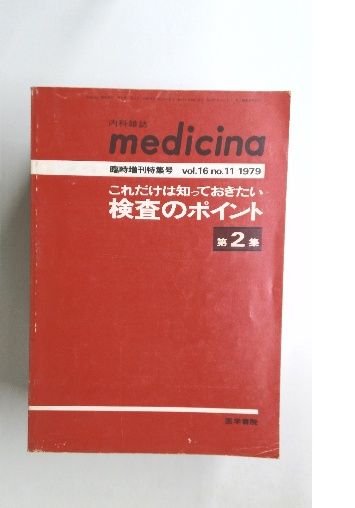 内科雑誌
medicina
臨時増刊特集号 vol.16 no.11 1979
これだけは知っておきたい
検査のポイント
第2集
医学書院